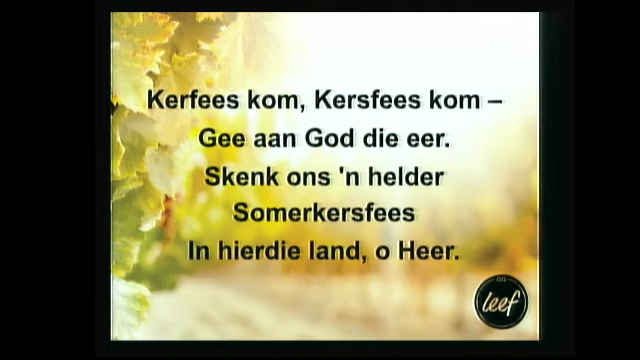 Kerfees kom, Kersfees kom –
Gee aan God die eer.
Skenk ons 'n helder
Somerkersfees
In hierdie land, o Heer.
leef